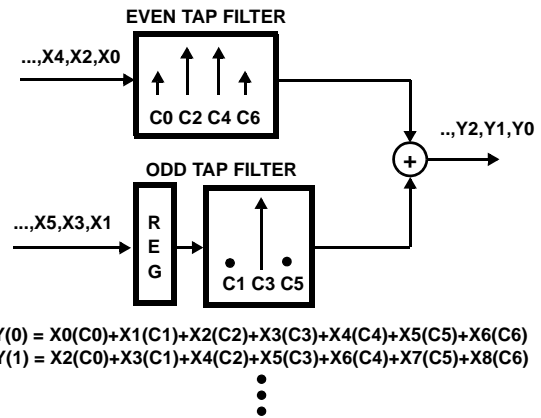 EVEN TAP FILTER
...,X4,X2,X0
C0 C2 C4 C6
..,Y2,Y1,Y0
+
ODD TAP FILTER
...,X5,X3,X1
R
E
G
C1 C3 C5
(0) = X0(C0)+X1(C1)+X2(C2)+X3(C3)+X4(C4)+X5(C5)+X6(C6)
(1) = X2(C0)+X3(C1)+X4(C2)+X5(C3)+X6(C4)+X7(C5)+X8(C6)